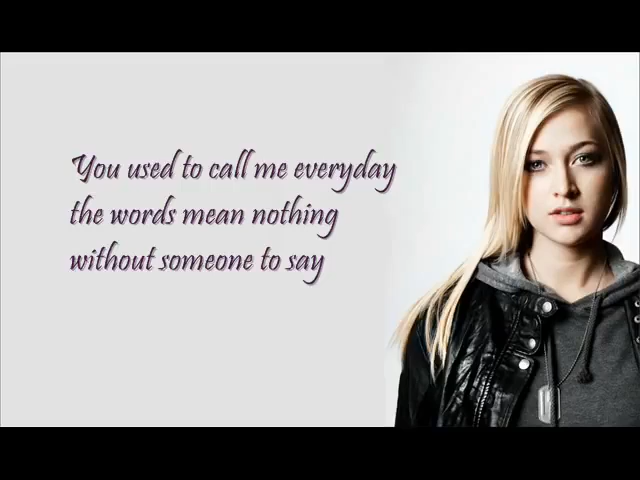 You used to call me everyday
the words mean nothing
without someone to say